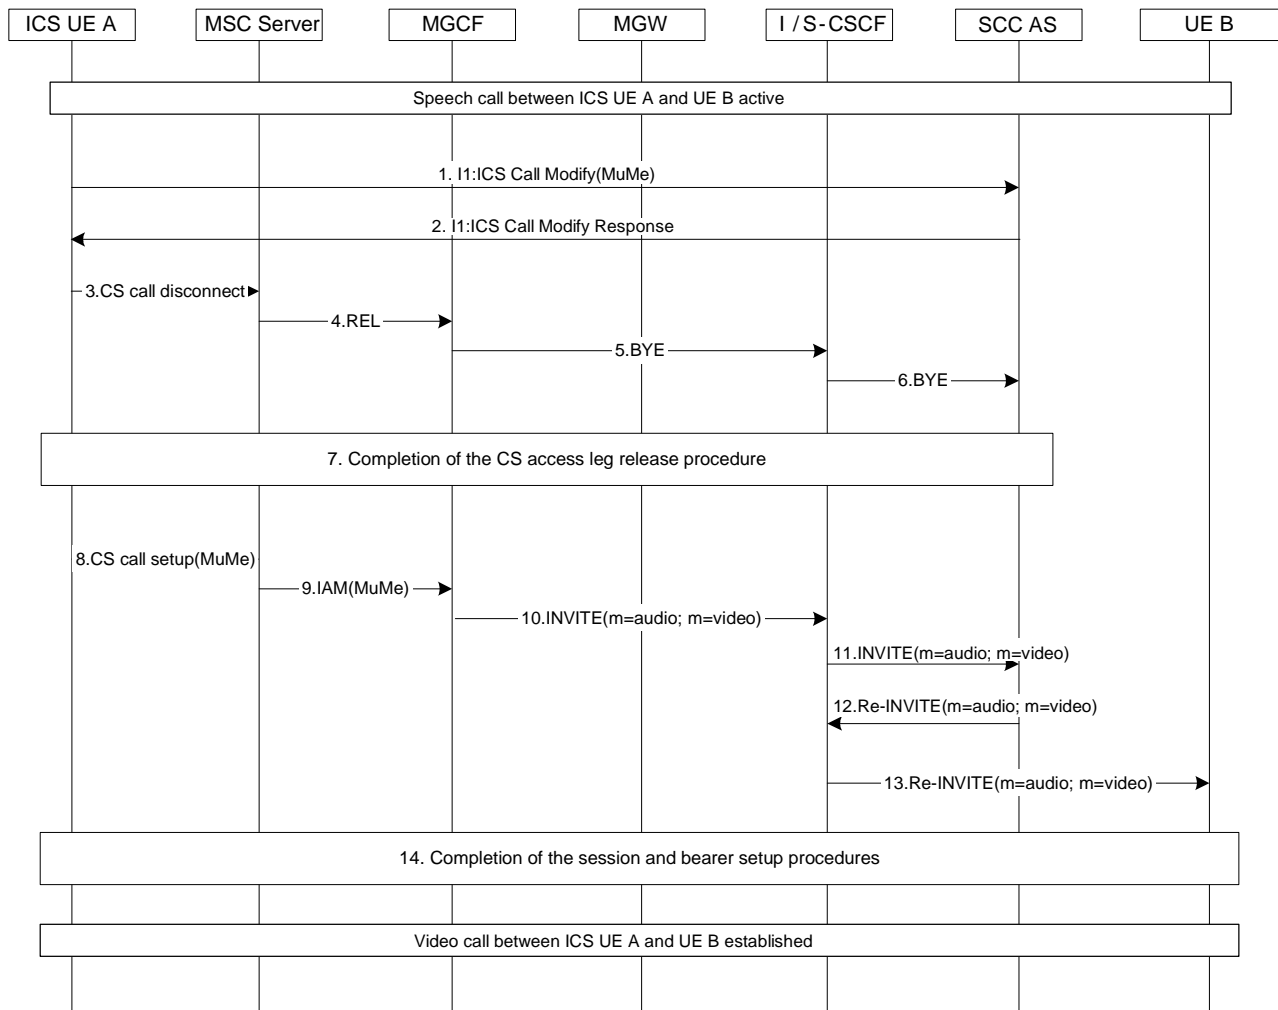 ICS UE A
MSC Server
MGCF
MGW
I / S-CSCF
SCC AS
UE B
Speech call between ICS UE A and UE B active
1. I1:ICS Call Modify(MuMe)
2. I1:ICS Call Modify Response
3.CS call disconnect
4.REL
5.BYE
6.BYE
7. Completion of the CS access leg release procedure
8.CS call setup(MuMe)
9.IAM(MuMe)
10.INVITE(m=audio; m=video)
11.INVITE(m=audio; m=video)
12.Re-INVITE(m=audio; m=video)
13.Re-INVITE(m=audio; m=video)
14. Completion of the session and bearer setup procedures
Video call between ICS UE A and UE B established